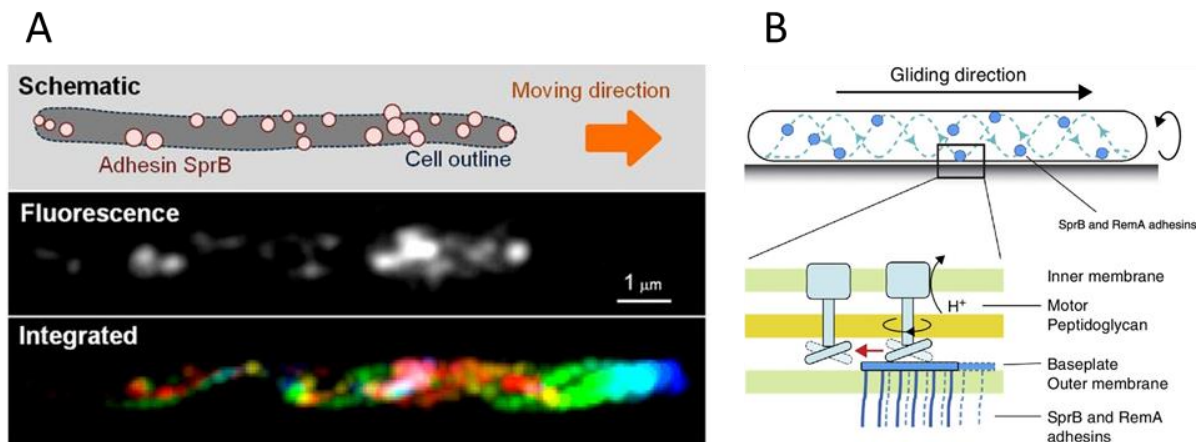 A
Schematic
Moving direction
Adhesin SprB
Cell outline
Fluorescence
1 μm
Integrated
B
Gliding direction
SprB and RemA adhesins
Inner membrane
H+
Motor
Peptidoglycan
Baseplate
Outer membrane
SprB and RemA
adhesins